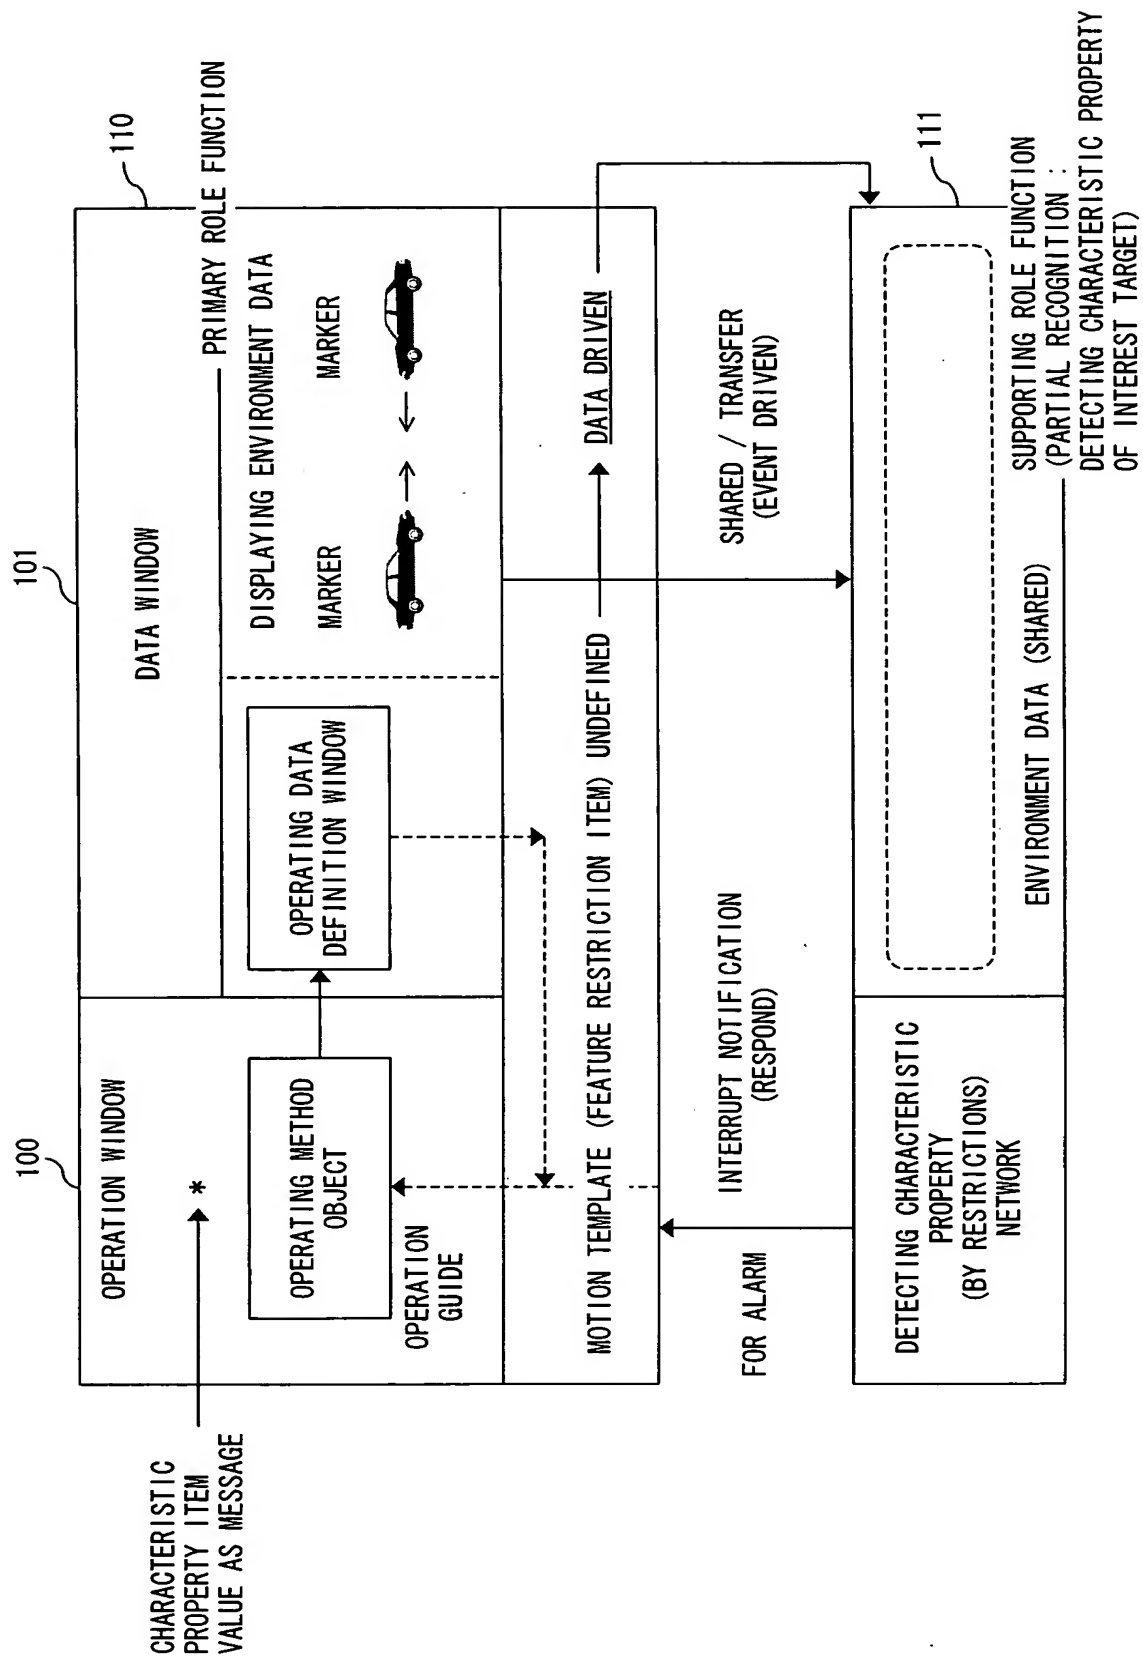 100
101
110
OPERATION WINDOW
DATA WINDOW
PRIMARY ROLE FUNCTION
CHARACTERISTIC
PROPERTY ITEM
VALUE AS MESSAGE
*
OPERATING METHOD
OBJECT
OPERATING DATA
DEFINITION WINDOW
DISPLAYING ENVIRONMENT DATA
MARKER
MARKER
OPERATION
GUIDE
MOTION TEMPLATE (FEATURE RESTRICTION ITEM) UNDEFINED
DATA DRIVEN
FOR ALARM
INTERRUPT NOTIFICATION
(RESPOND)
SHARED / TRANSFER
(EVENT DRIVEN)
111
DETECTING CHARACTERISTIC
PROPERTY
(BY RESTRICTIONS)
NETWORK
ENVIRONMENT DATA (SHARED)
SUPPORTING ROLE FUNCTION
(PARTIAL RECOGNITION :
DETECTING CHARACTERISTIC PROPERTY
OF INTEREST TARGET)